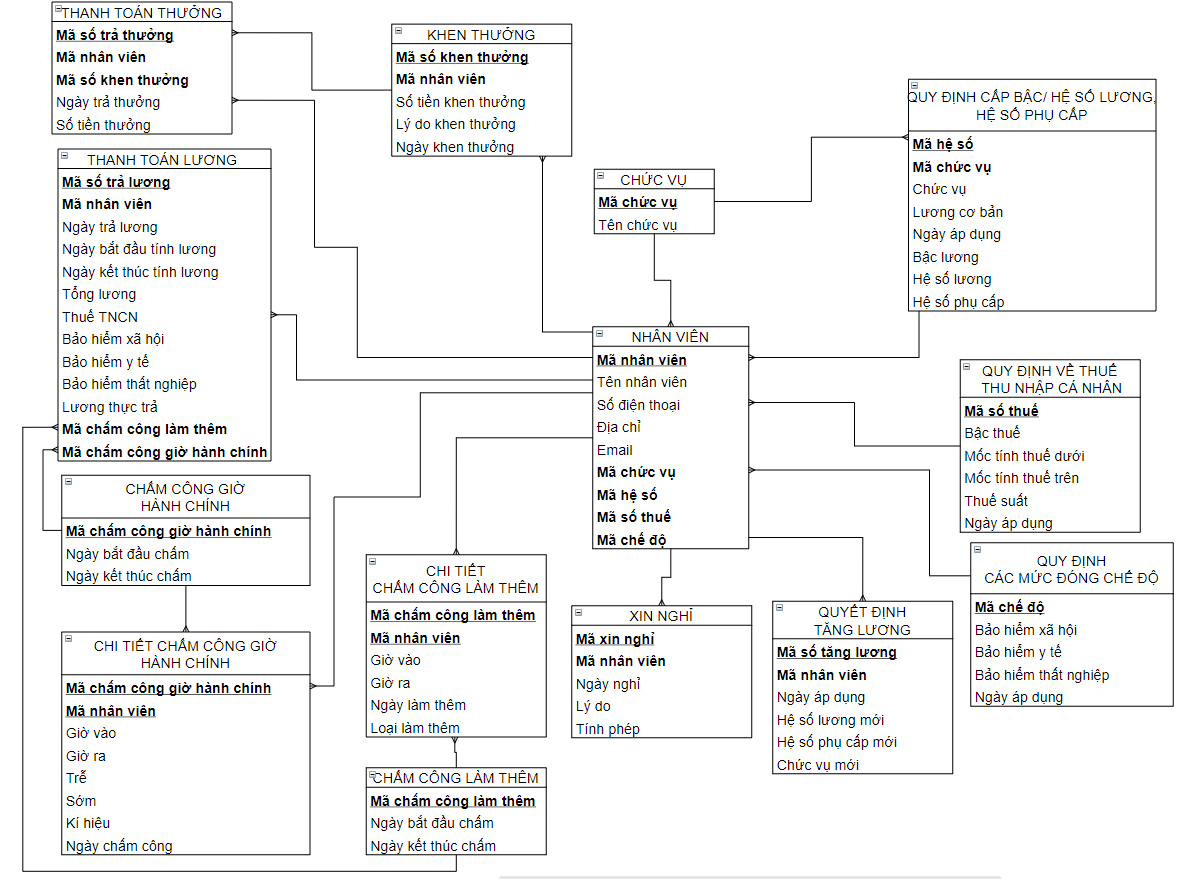 THANH TOÁN THƯỞNG
Mã số trả thưởng
Mã nhân viên
Mã số khen thưởng
Ngày trả thưởng
Số tiền thưởng
KHEN THƯỞNG
Mã số khen thưởng
Mã nhân viên
Số tiền khen thưởng
Lý do khen thưởng
Ngày khen thưởng
QUY ĐỊNH CẤP BẬC/ HỆ SỐ LƯƠNG,
HỆ SỐ PHỤ CẤP
Mã hệ số
Mã chức vụ
Chức vụ
Lương cơ bản
Ngày áp dụng
Bậc lương
Hệ số lương
Hệ số phụ cấp
THANH TOÁN LƯƠNG
Mã số trả lương
Mã nhân viên
Ngày trả lương
Ngày bắt đầu tính lương
Ngày kết thúc tính lương
Tổng lương
Thuế TNCN
Bảo hiểm xã hội
Bảo hiểm y tế
Bảo hiểm thất nghiệp
Lương thực trả
Mã chấm công làm thêm
Mã chấm công giờ hành chính
CHỨC VỤ
Mã chức vụ
Tên chức vụ
NHÂN VIÊN
Mã nhân viên
Tên nhân viên
Số điện thoại
Địa chỉ
Email
Mã chức vụ
Mã hệ số
Mã số thuế
Mã chế độ
QUY ĐỊNH VỀ THUẾ
THU NHẬP CÁ NHÂN
Mã số thuế
Bậc thuế
Mốc tính thuế dưới
Mốc tính thuế trên
Thuế suất
Ngày áp dụng
CHẤM CÔNG GIỜ
HÀNH CHÍNH
Mã chấm công giờ hành chính
Ngày bắt đầu chấm
Ngày kết thúc chấm
CHI TIẾT
CHẤM CÔNG LÀM THÊM
Mã chấm công làm thêm
Mã nhân viên
Giờ vào
Giờ ra
Ngày làm thêm
Loại làm thêm
XIN NGHỈ
Mã xin nghỉ
Mã nhân viên
Ngày nghỉ
Lý do
Tính phép
QUYẾT ĐỊNH
TĂNG LƯƠNG
Mã số tăng lương
Mã nhân viên
Ngày áp dụng
Hệ số lương mới
Hệ số phụ cấp mới
Chức vụ mới
QUY ĐỊNH
CÁC MỨC ĐÓNG CHẾ ĐỘ
Mã chế độ
Bảo hiểm xã hội
Bảo hiểm y tế
Bảo hiểm thất nghiệp
Ngày áp dụng
CHI TIẾT CHẤM CÔNG GIỜ
HÀNH CHÍNH
Mã chấm công giờ hành chính
Mã nhân viên
Giờ vào
Giờ ra
Trễ
Sớm
Kí hiệu
Ngày chấm công
CHẤM CÔNG LÀM THÊM
Mã chấm công làm thêm
Ngày bắt đầu chấm
Ngày kết thúc chấm